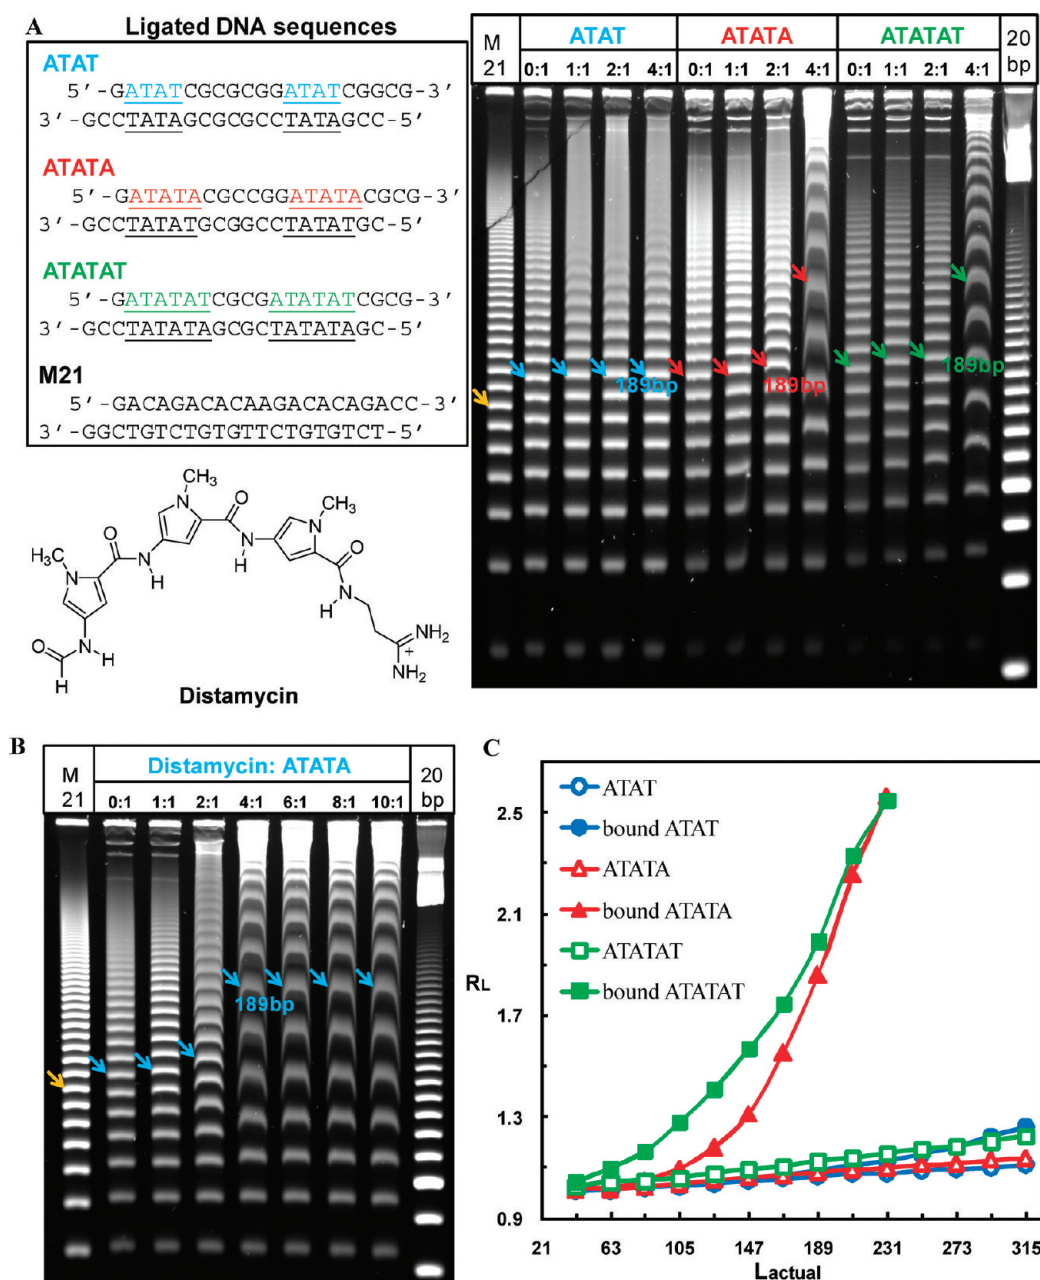 A
Ligated DNA sequences
ATAT
5'-GATATCGCGCGGATATCGGCG-3'
3'-GCCTATAGCGCGCCTATAGCC-5'
ATATA
5'-GATATACGCCGGATATACGCG-3'
3'-GCCTATATGCGGCCTATATGC-5'
ATATAT
5'-GATATATCGCGATATATCGCG-3'
3'-GCCTATATAGCGCTATATAGC-5'
M21
5'-GACAGACACAAGACACAGACC-3'
3'-GGCTGTCTGTGTTCTGTGTCT-5'
CH₃
N
O
H
N
N
CH₃
O
H₃C
N
O
N
H
N
H
O
O
H
N
H
NH₂
+
NH₂
Distamycin
M 21
ATAT
ATATA
ATATAT
20 bp
0:1 1:1 2:1 4:1 0:1 1:1 2:1 4:1 0:1 1:1 2:1 4:1
189bp
189bp
189bp
B
M 21
Distamycin: ATATA
20 bp
0:1 1:1 2:1 4:1 6:1 8:1 10:1
189bp
C
ATAT
bound ATAT
ATATA
bound ATATA
ATATAT
bound ATATAT
RL
2.5
2.1
1.7
1.3
0.9
21 63 105 147 189 231 273 315
Lactual